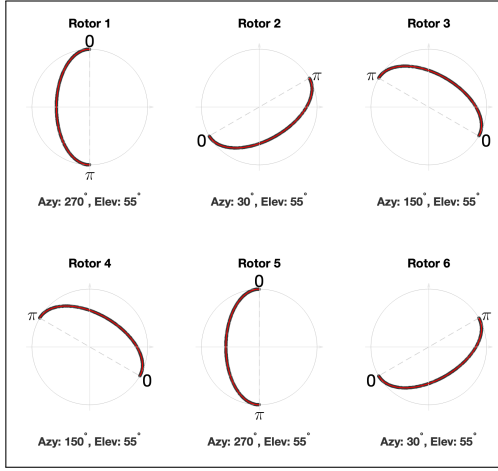 Rotor 1
Rotor 2
Rotor 3
0
π
Azy: 270°, Elev: 55°
π
0
Azy: 30°, Elev: 55°
π
0
Azy: 150°, Elev: 55°
Rotor 4
Rotor 5
Rotor 6
π
0
Azy: 150°, Elev: 55°
0
π
Azy: 270°, Elev: 55°
π
0
Azy: 30°, Elev: 55°